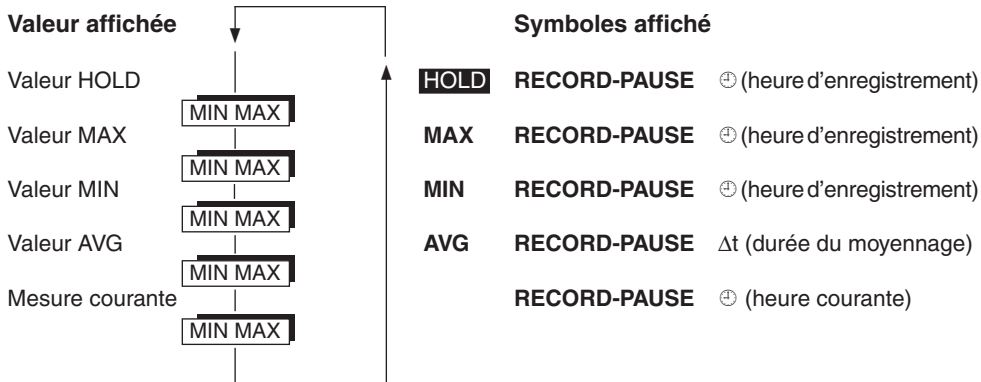 Valeur affichée Symboles affiché
Valeur HOLD HOLD RECORD-PAUSE (heure d'enregistrement)
MIN MAX
Valeur MAX MAX RECORD-PAUSE (heure d'enregistrement)
MIN MAX
Valeur MIN MIN RECORD-PAUSE (heure d'enregistrement)
MIN MAX
Valeur AVG AVG RECORD-PAUSE Δt (durée du moyennage)
MIN MAX
Mesure courante RECORD-PAUSE (heure courante)
MIN MAX